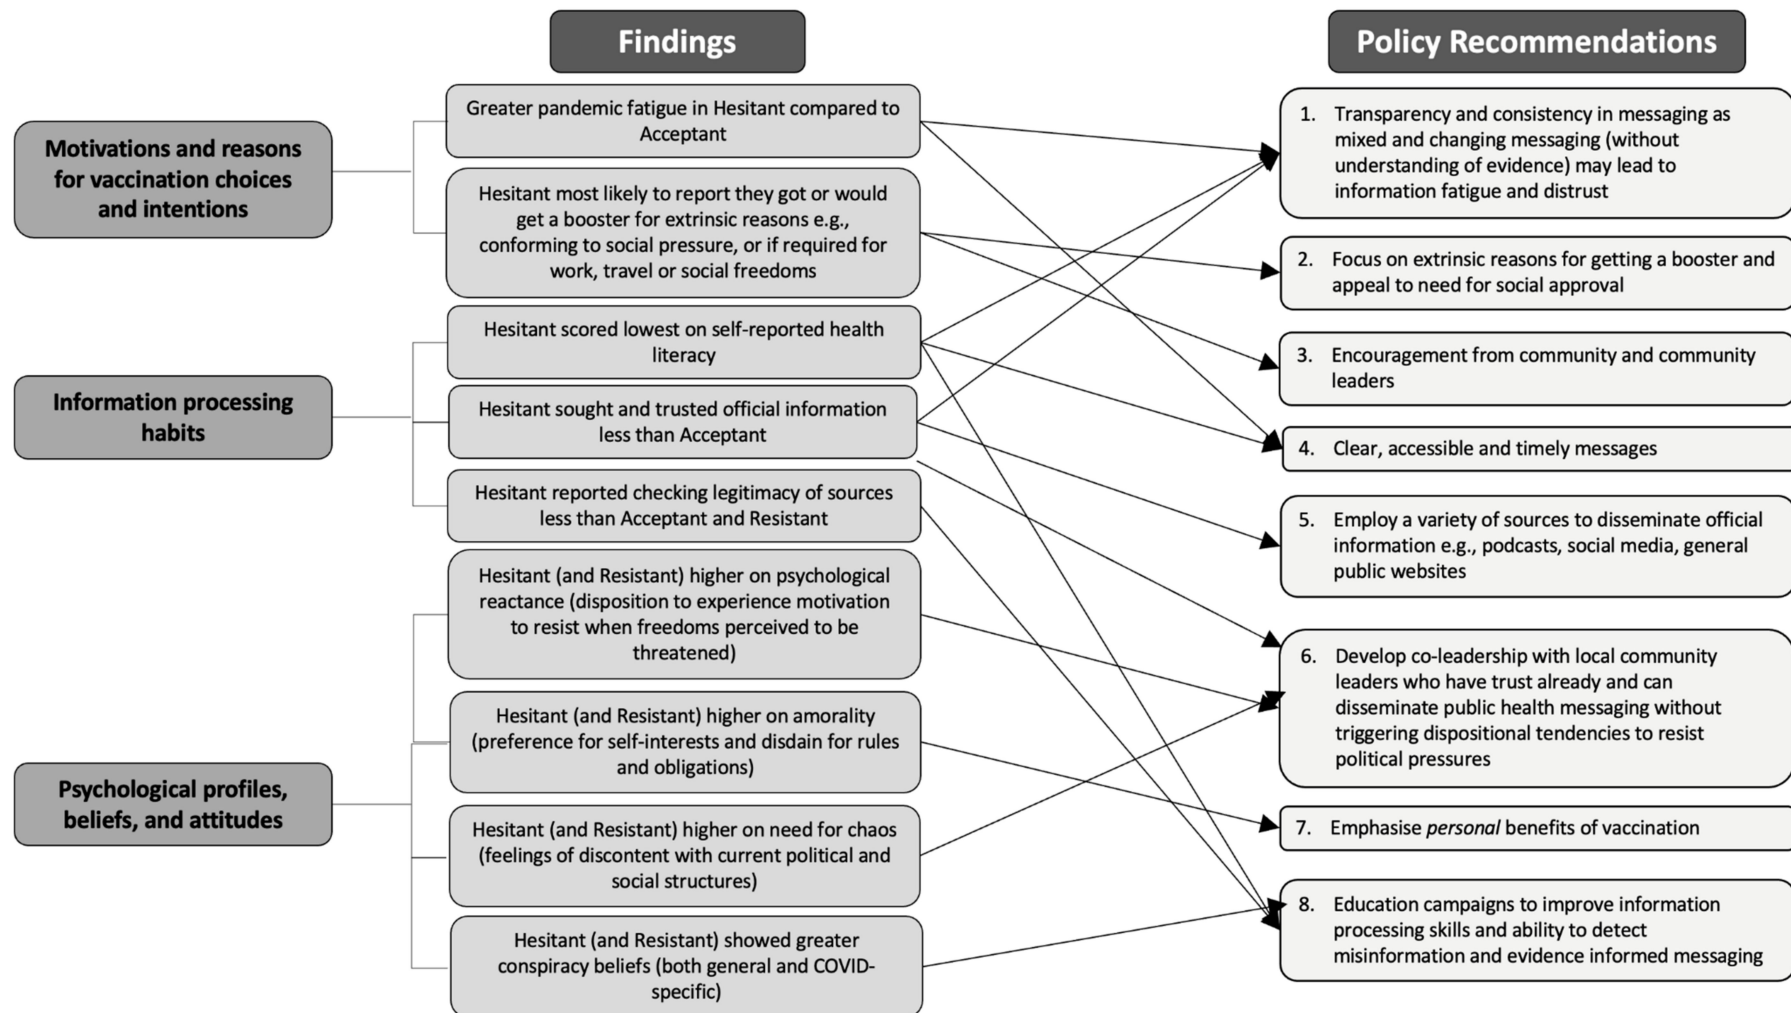 Findings
Policy Recommendations
Motivations and reasons
for vaccination choices
and intentions
Greater pandemic fatigue in Hesitant compared to
Acceptant
Hesitant most likely to report they got or would
get a booster for extrinsic reasons e.g.,
conforming to social pressure, or if required for
work, travel or social freedoms
Information processing
habits
Hesitant scored lowest on self-reported health
literacy
Hesitant sought and trusted official information
less than Acceptant
Hesitant reported checking legitimacy of sources
less than Acceptant and Resistant
Psychological profiles,
beliefs, and attitudes
Hesitant (and Resistant) higher on psychological
reactance (disposition to experience motivation
to resist when freedoms perceived to be
threatened)
Hesitant (and Resistant) higher on amorality
(preference for self-interests and disdain for rules
and obligations)
Hesitant (and Resistant) higher on need for chaos
(feelings of discontent with current political and
social structures)
Hesitant (and Resistant) showed greater
conspiracy beliefs (both general and COVID-
specific)
1. Transparency and consistency in messaging as
mixed and changing messaging (without
understanding of evidence) may lead to
information fatigue and distrust
2. Focus on extrinsic reasons for getting a booster and
appeal to need for social approval
3. Encouragement from community and community
leaders
4. Clear, accessible and timely messages
5. Employ a variety of sources to disseminate official
information e.g., podcasts, social media, general
public websites
6. Develop co-leadership with local community
leaders who have trust already and can
disseminate public health messaging without
triggering dispositional tendencies to resist
political pressures
7. Emphasise personal benefits of vaccination
8. Education campaigns to improve information
processing skills and ability to detect
misinformation and evidence informed messaging